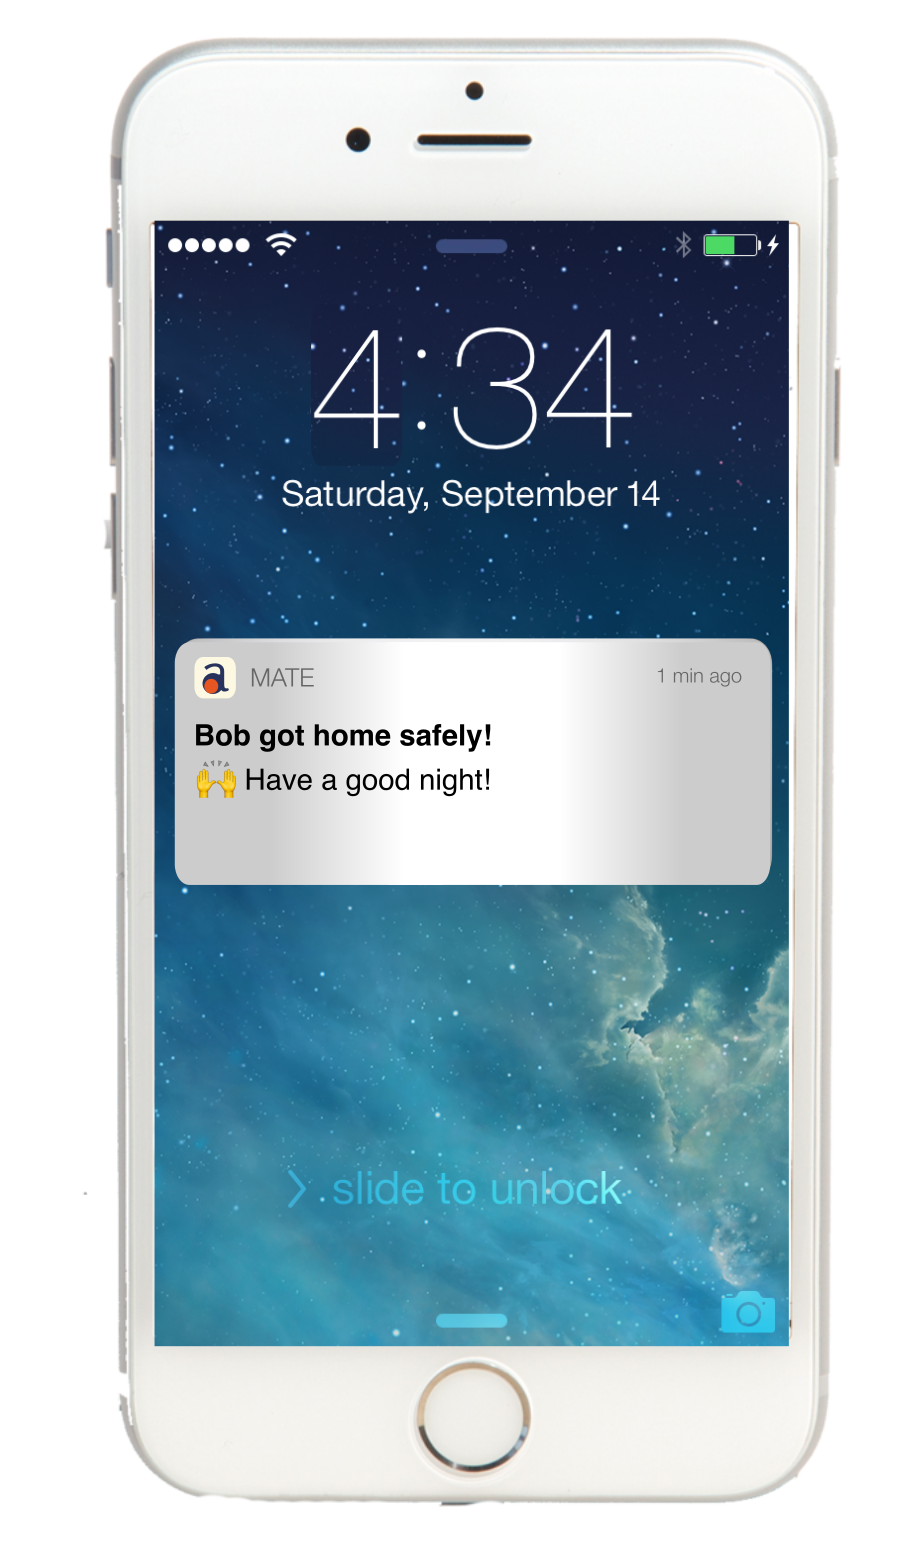 4:34
Saturday, September 14
a MATE 1 min ago
Bob got home safely!
🙌 Have a good night!
> slide to unlock